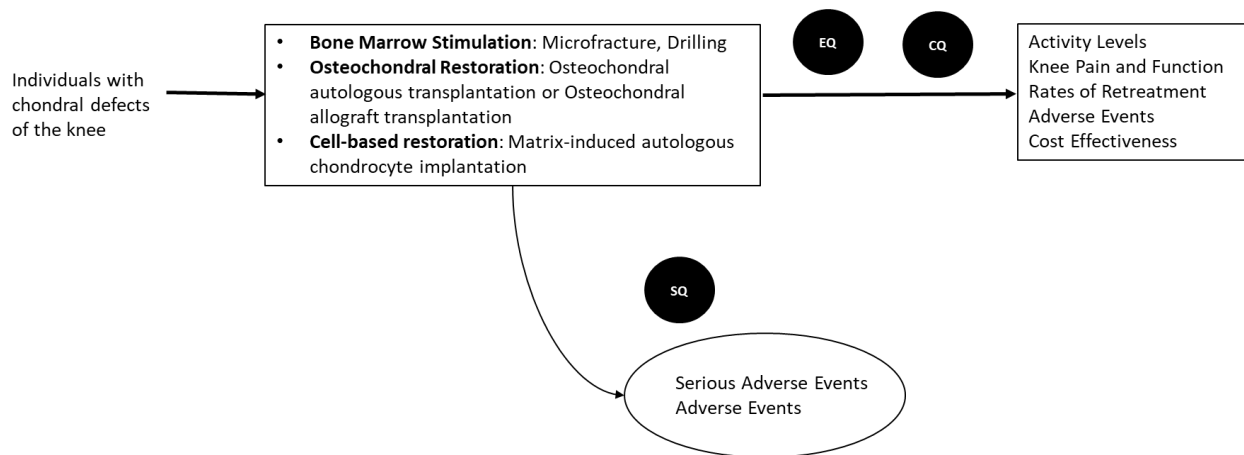 Individuals with
chondral defects
of the knee
• Bone Marrow Stimulation: Microfracture, Drilling
• Osteochondral Restoration: Osteochondral
autologous transplantation or Osteochondral
allograft transplantation
• Cell-based restoration: Matrix-induced autologous
chondrocyte implantation
EQ
CQ
Activity Levels
Knee Pain and Function
Rates of Retreatment
Adverse Events
Cost Effectiveness
SQ
Serious Adverse Events
Adverse Events